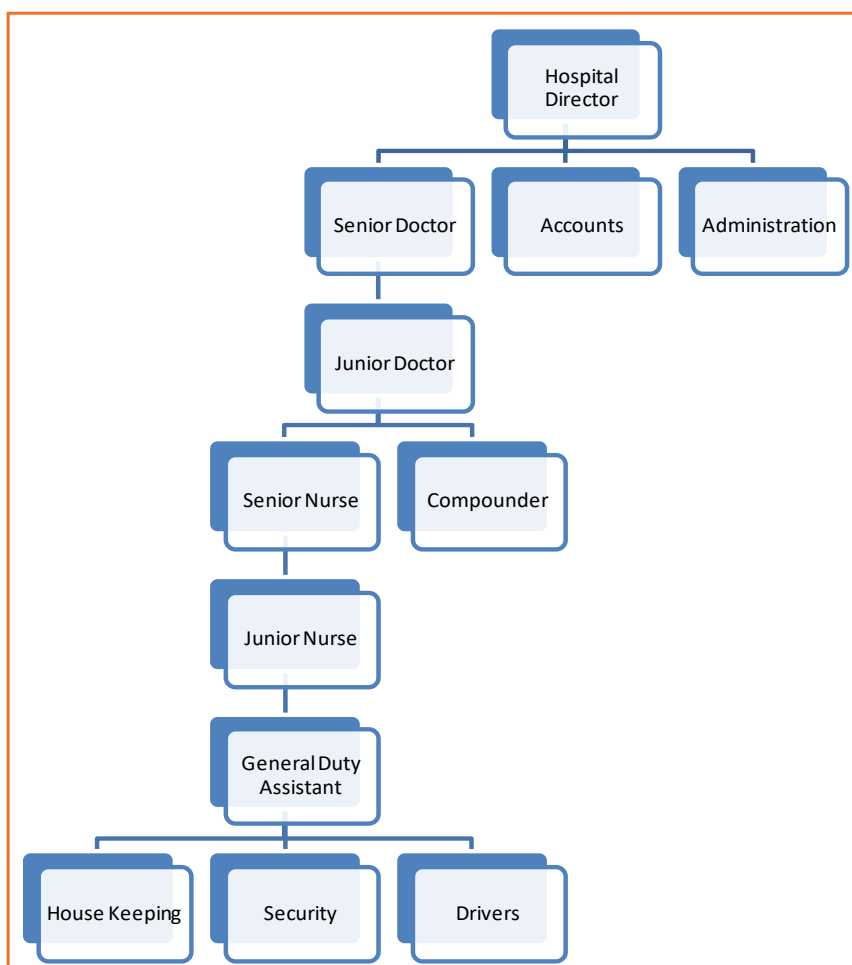 Hospital
Director
Senior Doctor
Accounts
Administration
Junior Doctor
Senior Nurse
Compounder
Junior Nurse
General Duty
Assistant
House Keeping
Security
Drivers